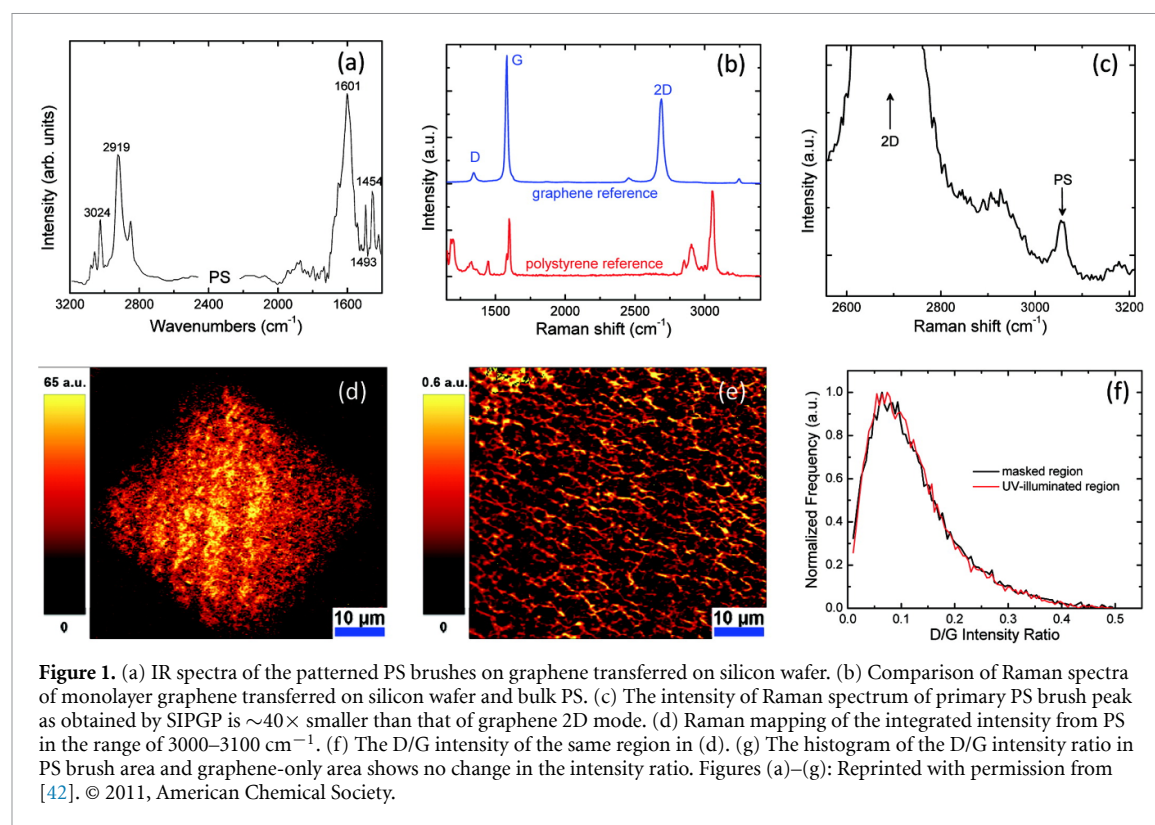 (a)
1601
2919
3024
1454
1493
PS
Intensity (arb. units)
3200 2800 2400 2000 1600
Wavenumbers (cm⁻¹)
(b)
G
2D
D
graphene reference
polystyrene reference
Intensity (a.u.)
1500 2000 2500 3000
Raman shift (cm⁻¹)
(c)
2D
PS
Intensity (a.u.)
2600 2800 3000 3200
Raman shift (cm⁻¹)
65 a.u.
0
(d)
10 µm
0.6 a.u.
0
(e)
10 µm
(f)
1.0
0.8
0.6
0.4
0.2
0.0
Normalized Frequency (a.u.)
masked region
UV-illuminated region
0.0 0.1 0.2 0.3 0.4 0.5
D/G Intensity Ratio
Figure 1. (a) IR spectra of the patterned PS brushes on graphene transferred on silicon wafer. (b) Comparison of Raman spectra
of monolayer graphene transferred on silicon wafer and bulk PS. (c) The intensity of Raman spectrum of primary PS brush peak
as obtained by SIPGP is ∼40× smaller than that of graphene 2D mode. (d) Raman mapping of the integrated intensity from PS
in the range of 3000–3100 cm⁻¹. (f) The D/G intensity of the same region in (d). (g) The histogram of the D/G intensity ratio in
PS brush area and graphene-only area shows no change in the intensity ratio. Figures (a)–(g): Reprinted with permission from
[42]. © 2011, American Chemical Society.